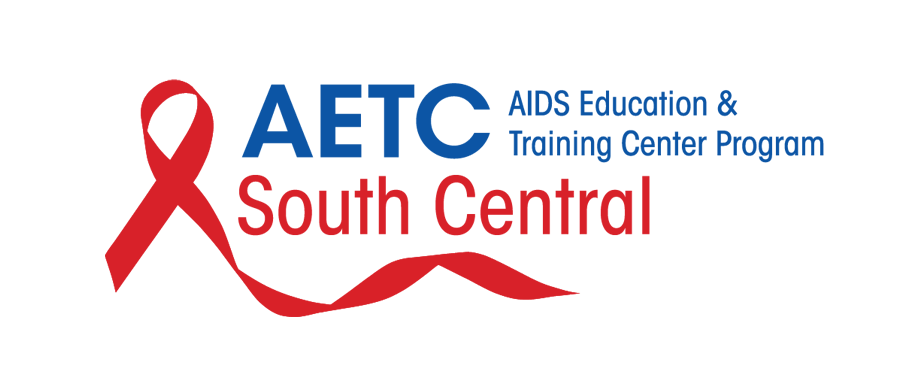 AETC
AIDS Education &
Training Center Program
South Central